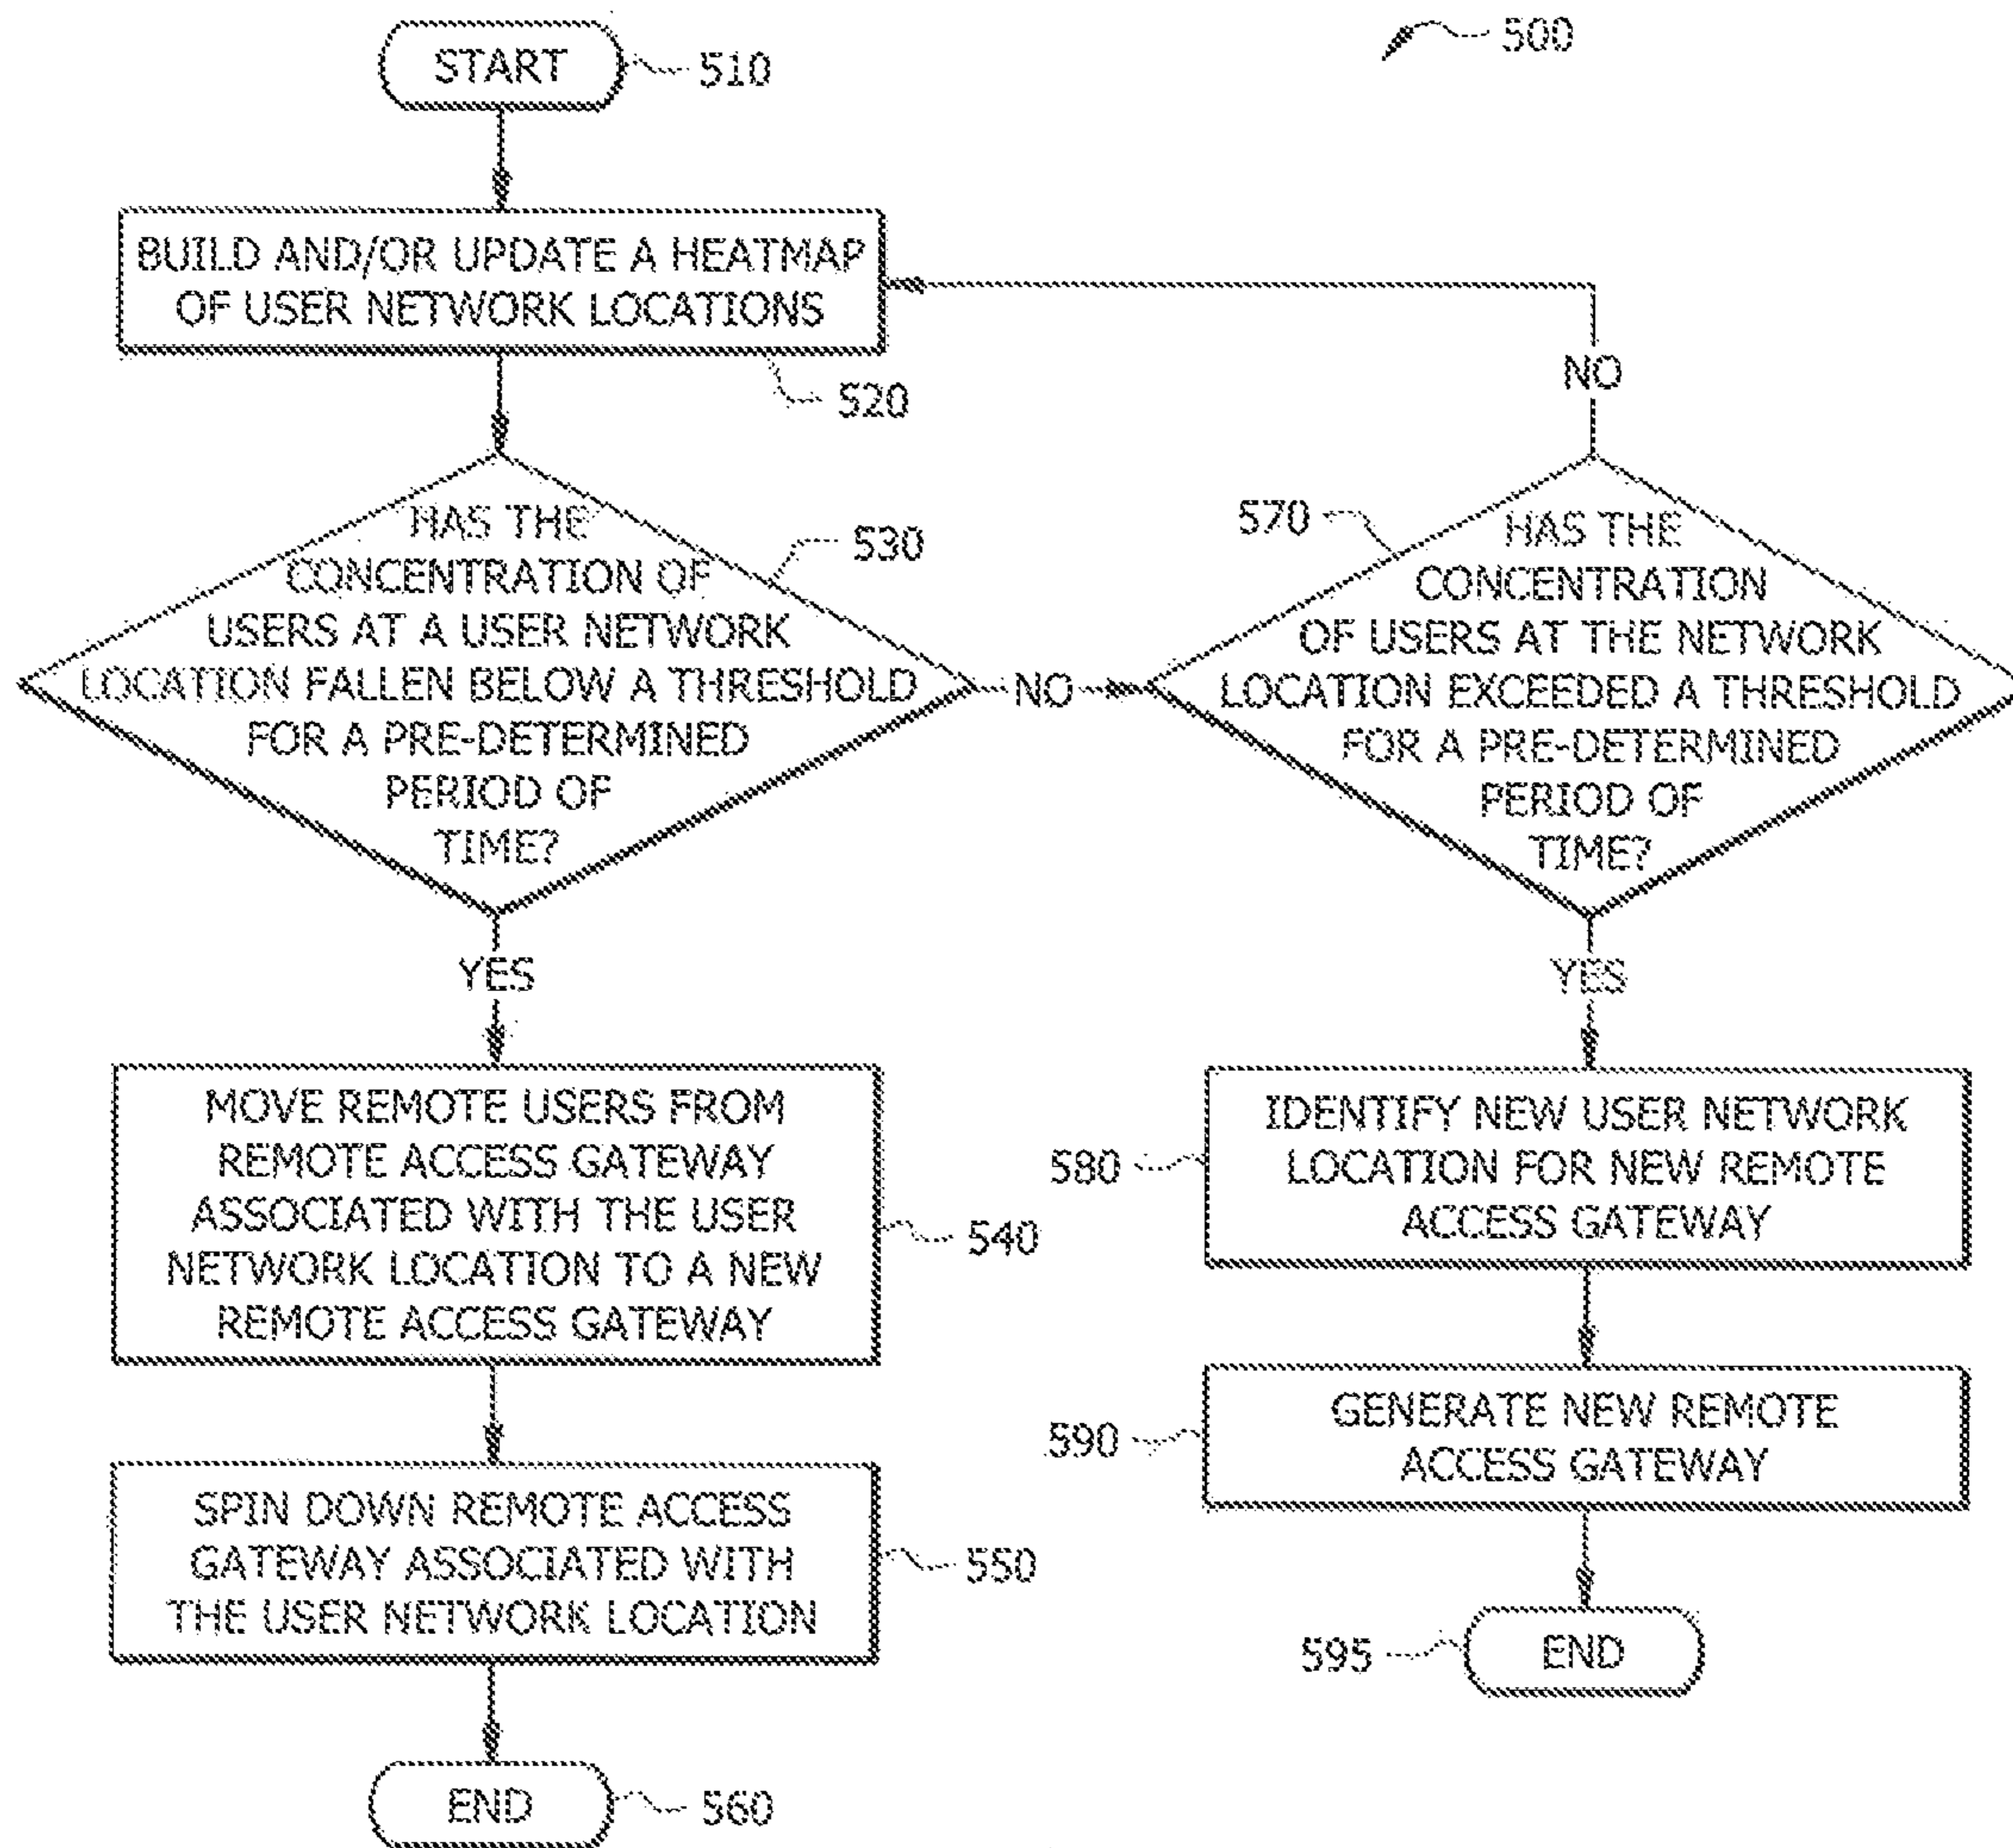 500
START
510
BUILD AND/OR UPDATE A HEATMAP
OF USER NETWORK LOCATIONS
520
HAS THE
CONCENTRATION OF
USERS AT A USER NETWORK
LOCATION FALLEN BELOW A THRESHOLD
FOR A PRE-DETERMINED
PERIOD OF
TIME?
530
NO
YES
MOVE REMOTE USERS FROM
REMOTE ACCESS GATEWAY
ASSOCIATED WITH THE USER
NETWORK LOCATION TO A NEW
REMOTE ACCESS GATEWAY
540
SPIN DOWN REMOTE ACCESS
GATEWAY ASSOCIATED WITH
THE USER NETWORK LOCATION
550
END
560
NO
570
HAS THE
CONCENTRATION
OF USERS AT THE NETWORK
LOCATION EXCEEDED A THRESHOLD
FOR A PRE-DETERMINED
PERIOD OF
TIME?
YES
IDENTIFY NEW USER NETWORK
LOCATION FOR NEW REMOTE
ACCESS GATEWAY
580
GENERATE NEW REMOTE
ACCESS GATEWAY
590
END
595